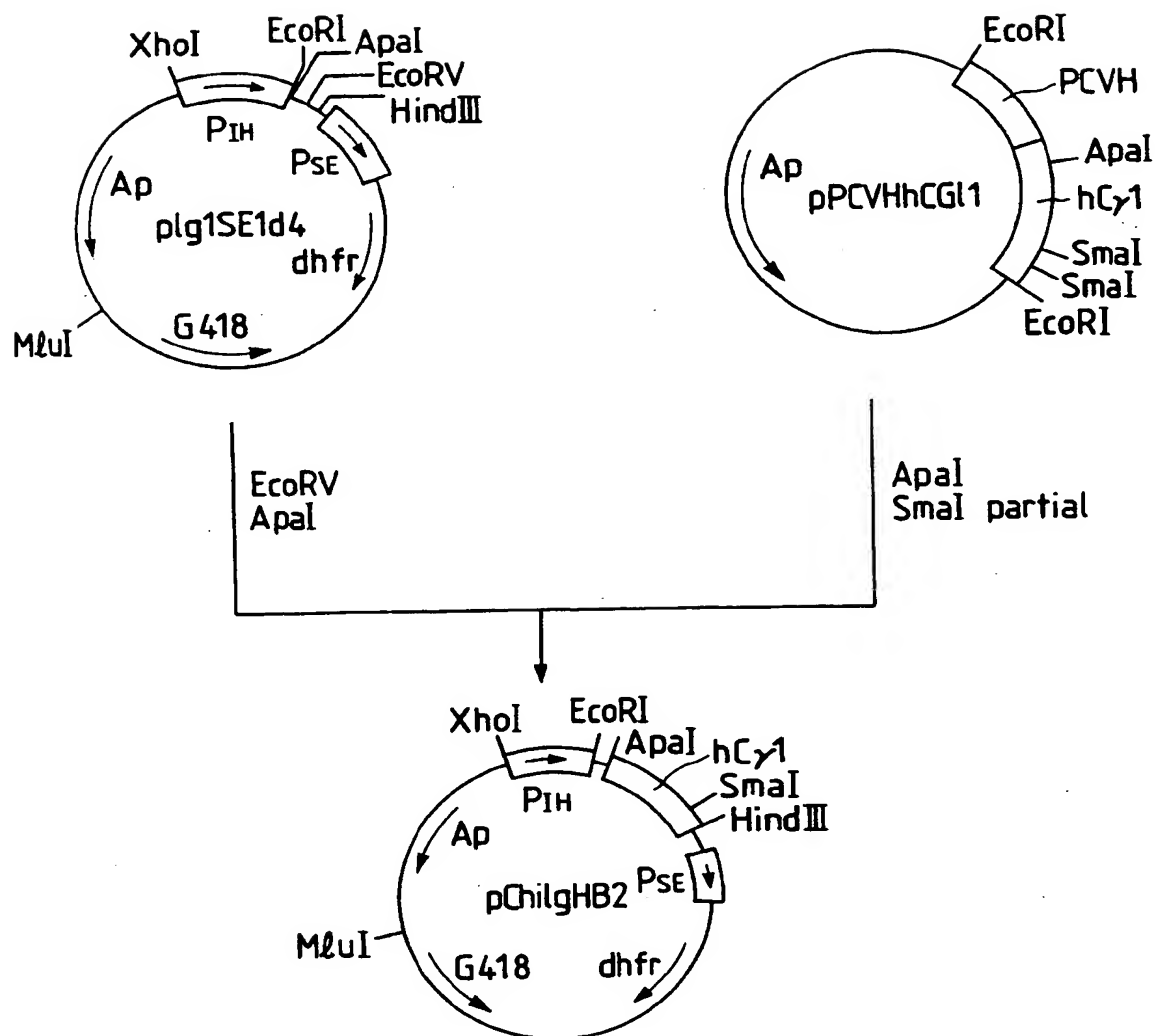 XhoI
EcoRI
ApaI
EcoRV
HindIII
PIH
PSE
Ap
pIg1SE1d4
dhfr
G418
MluI
EcoRI
PCVH
ApaI
hCγ1
SmaI
SmaI
EcoRI
Ap
pPCVHhCGI1
EcoRV
ApaI
ApaI
SmaI partial
XhoI
EcoRI
ApaI
hCγ1
SmaI
HindIII
PIH
PSE
Ap
pChiIgHB2
MluI
G418
dhfr